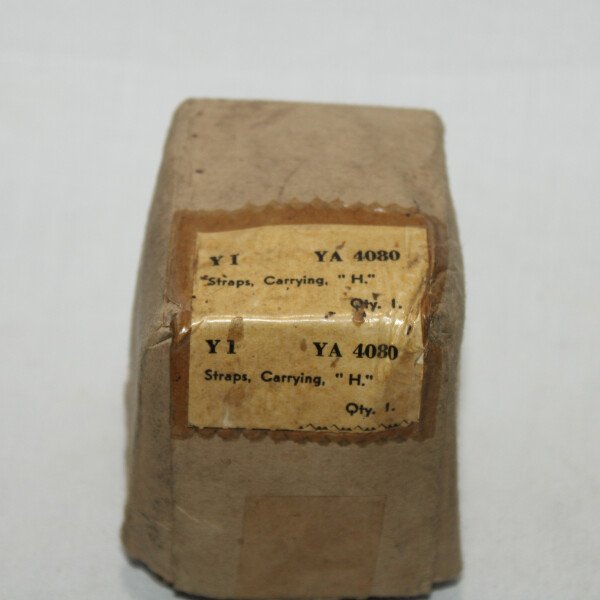 Y 1 YA 4080
Straps, Carrying, "H."
Qty. 1.
Y 1 YA 4080
Straps, Carrying, "H."
Qty. 1.